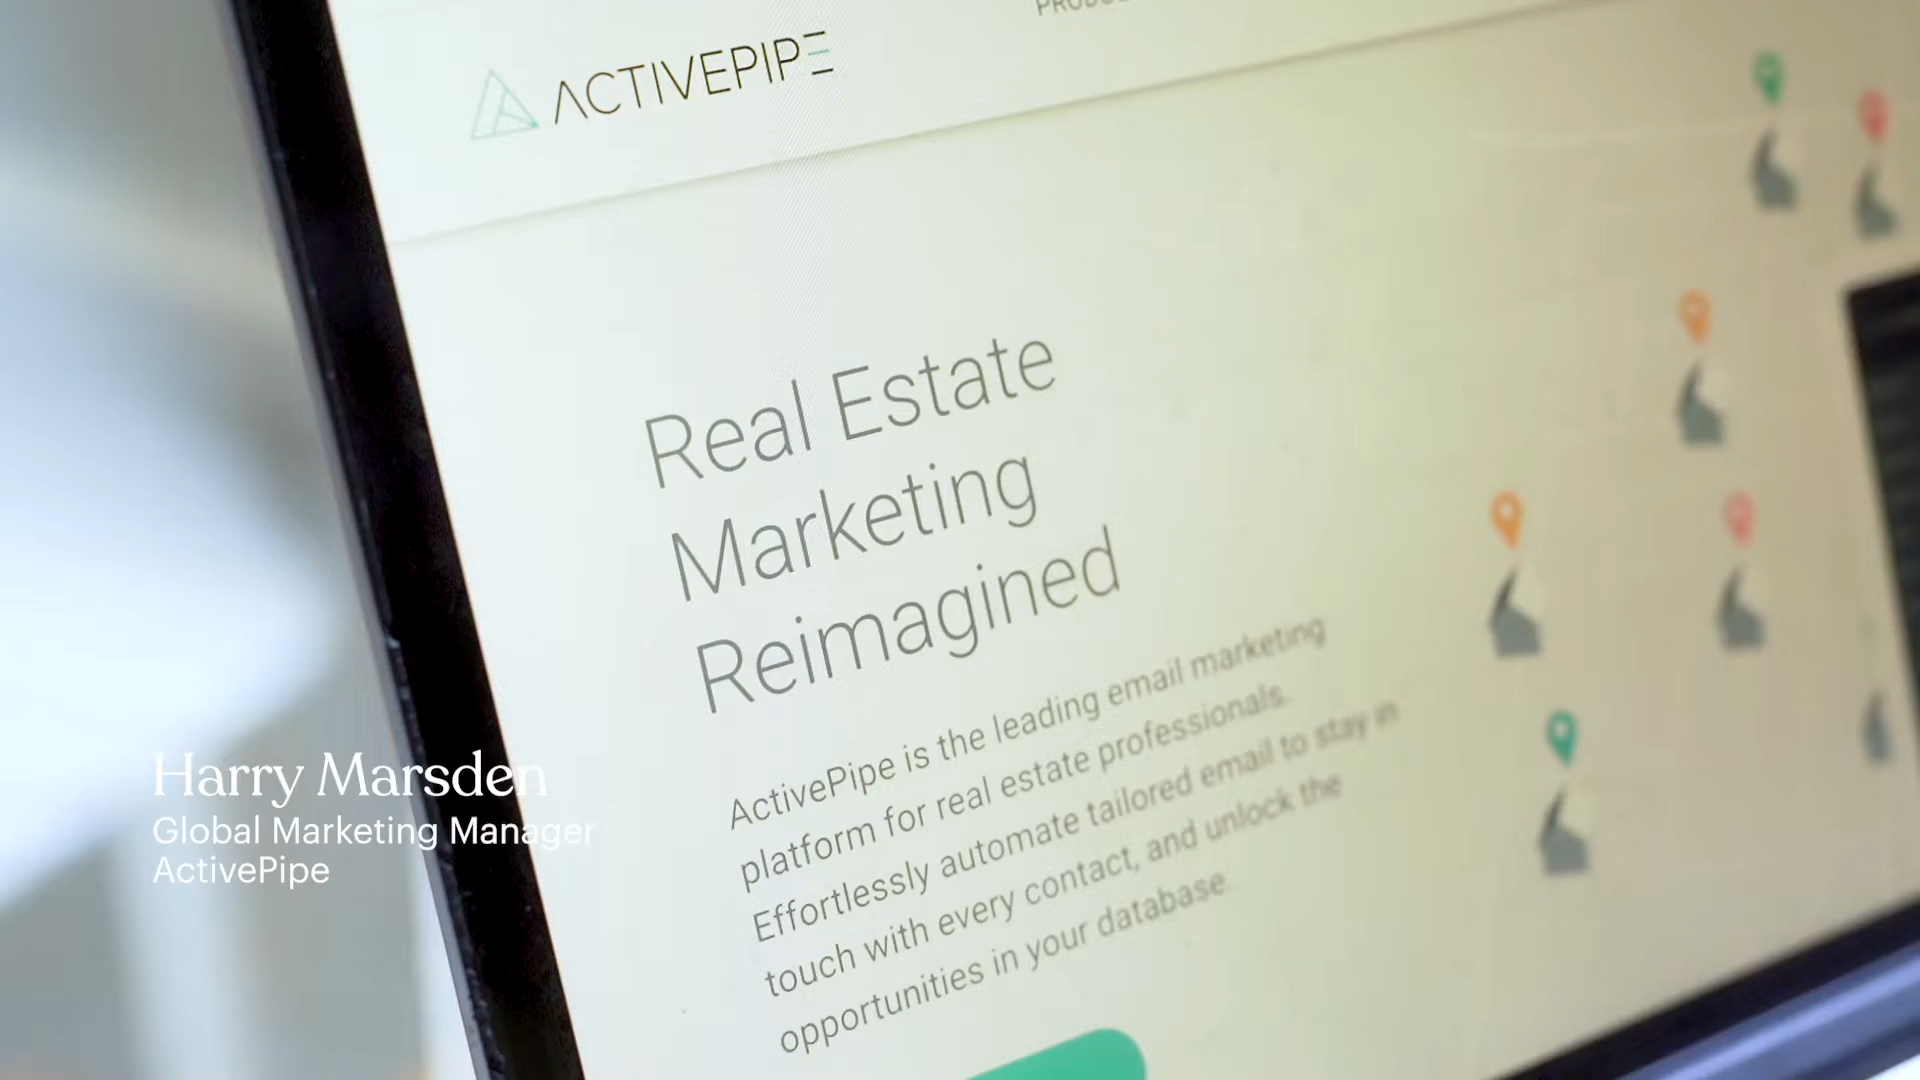 ACTIVEPIPE
Real Estate
Marketing
Reimagined
ActivePipe is the leading email marketing
platform for real estate professionals.
Effortlessly automate tailored email to stay in
touch with every contact, and unlock the
opportunities in your database.
Harry Marsden
Global Marketing Manager
ActivePipe